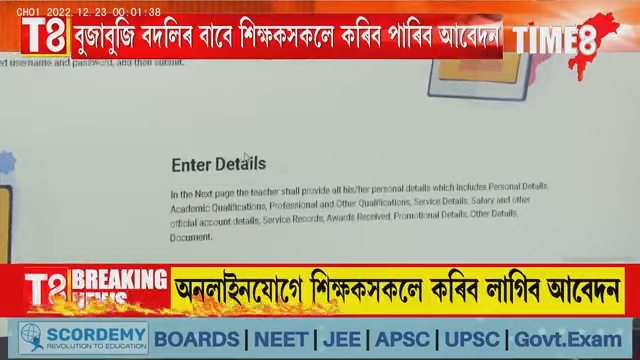 CH01 2022.12.23 00:01:38
T8 বুজাবুজি বদলিৰ বাবে শিক্ষকসকলে কৰিব পাৰিব আবেদন TIME8
username and password, and then submit.
Enter Details
In the Next page the teacher shall provide all his/her personal details which includes Personal Details,
Academic Qualifications, Professional and Other Qualifications, Service Details, Salary and other
official account details, Service Records, Awards Received, Promotional Details, Other Details,
Document.
T8 BREAKING NEWS
অনলাইনযোগে শিক্ষকসকলে কৰিব লাগিব আবেদন
SCORDEMY
REVOLUTION TO EDUCATION
BOARDS | NEET | JEE | APSC | UPSC | Govt.Exam